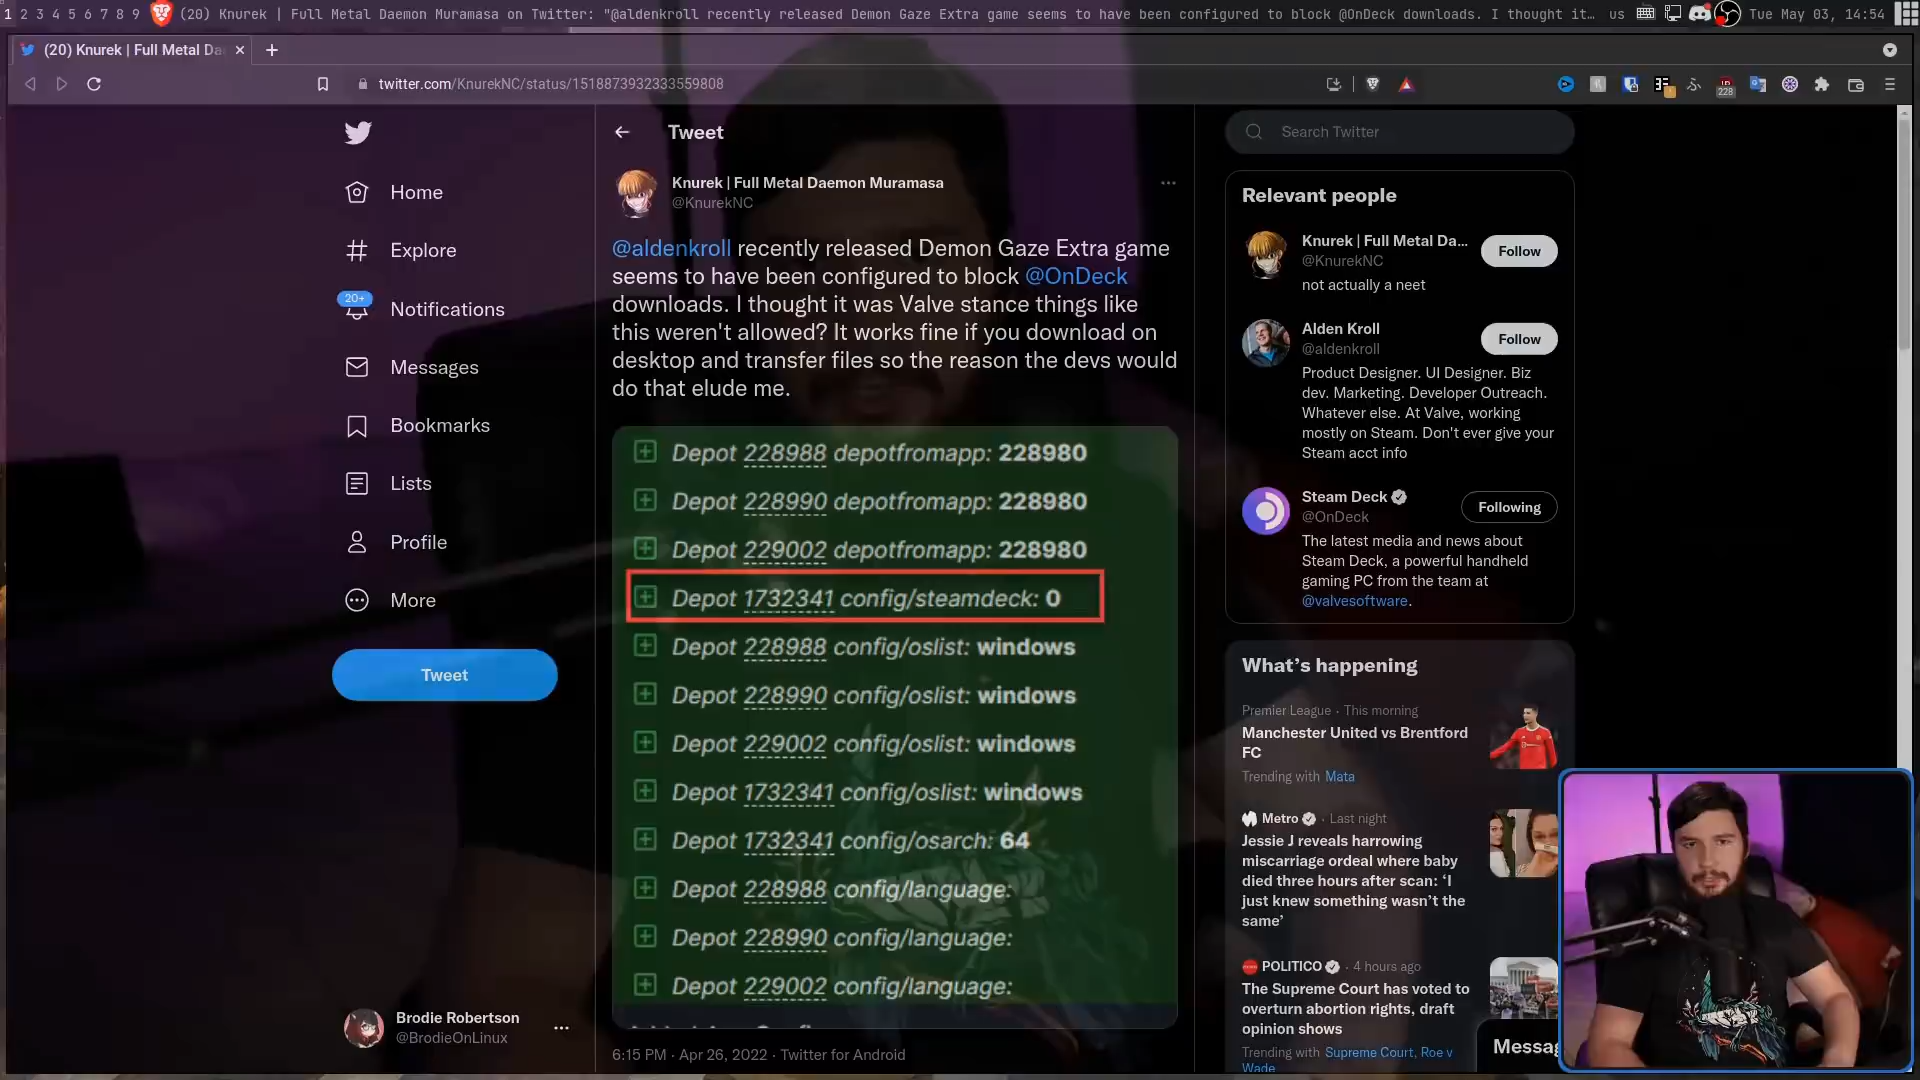 1 2 3 4 5 6 7 8 9 (20) Knurek | Full Metal Daemon Muramasa on Twitter: "@aldenkroll recently released Demon Gaze Extra game seems to have been configured to block @OnDeck downloads. I thought it… us Tue May 03, 14:54
(20) Knurek | Full Metal Da
twitter.com/KnurekNC/status/1518873932333559808
228
Home
Explore
20+
Notifications
Messages
Bookmarks
Lists
Profile
More
Tweet
Brodie Robertson
@BrodieOnLinux
Tweet
Knurek | Full Metal Daemon Muramasa
@KnurekNC
@aldenkroll recently released Demon Gaze Extra game
seems to have been configured to block @OnDeck
downloads. I thought it was Valve stance things like
this weren't allowed? It works fine if you download on
desktop and transfer files so the reason the devs would
do that elude me.
Depot 228988 depotfromapp: 228980
Depot 228990 depotfromapp: 228980
Depot 229002 depotfromapp: 228980
Depot 1732341 config/steamdeck: 0
Depot 228988 config/oslist: windows
Depot 228990 config/oslist: windows
Depot 229002 config/oslist: windows
Depot 1732341 config/oslist: windows
Depot 1732341 config/osarch: 64
Depot 228988 config/language:
Depot 228990 config/language:
Depot 229002 config/language:
6:15 PM · Apr 26, 2022 · Twitter for Android
Search Twitter
Relevant people
Knurek | Full Metal Da...
@KnurekNC
Follow
not actually a neet
Alden Kroll
@aldenkroll
Follow
Product Designer. UI Designer. Biz
dev. Marketing. Developer Outreach.
Whatever else. At Valve, working
mostly on Steam. Don't ever give your
Steam acct info
Steam Deck
@OnDeck
Following
The latest media and news about
Steam Deck, a powerful handheld
gaming PC from the team at
@valvesoftware.
What's happening
Premier League · This morning
Manchester United vs Brentford
FC
Trending with Mata
Metro · Last night
Jessie J reveals harrowing
miscarriage ordeal where baby
died three hours after scan: ‘I
just knew something wasn’t the
same’
POLITICO · 4 hours ago
The Supreme Court has voted to
overturn abortion rights, draft
opinion shows
Trending with Supreme Court, Roe v
Wade
Messag